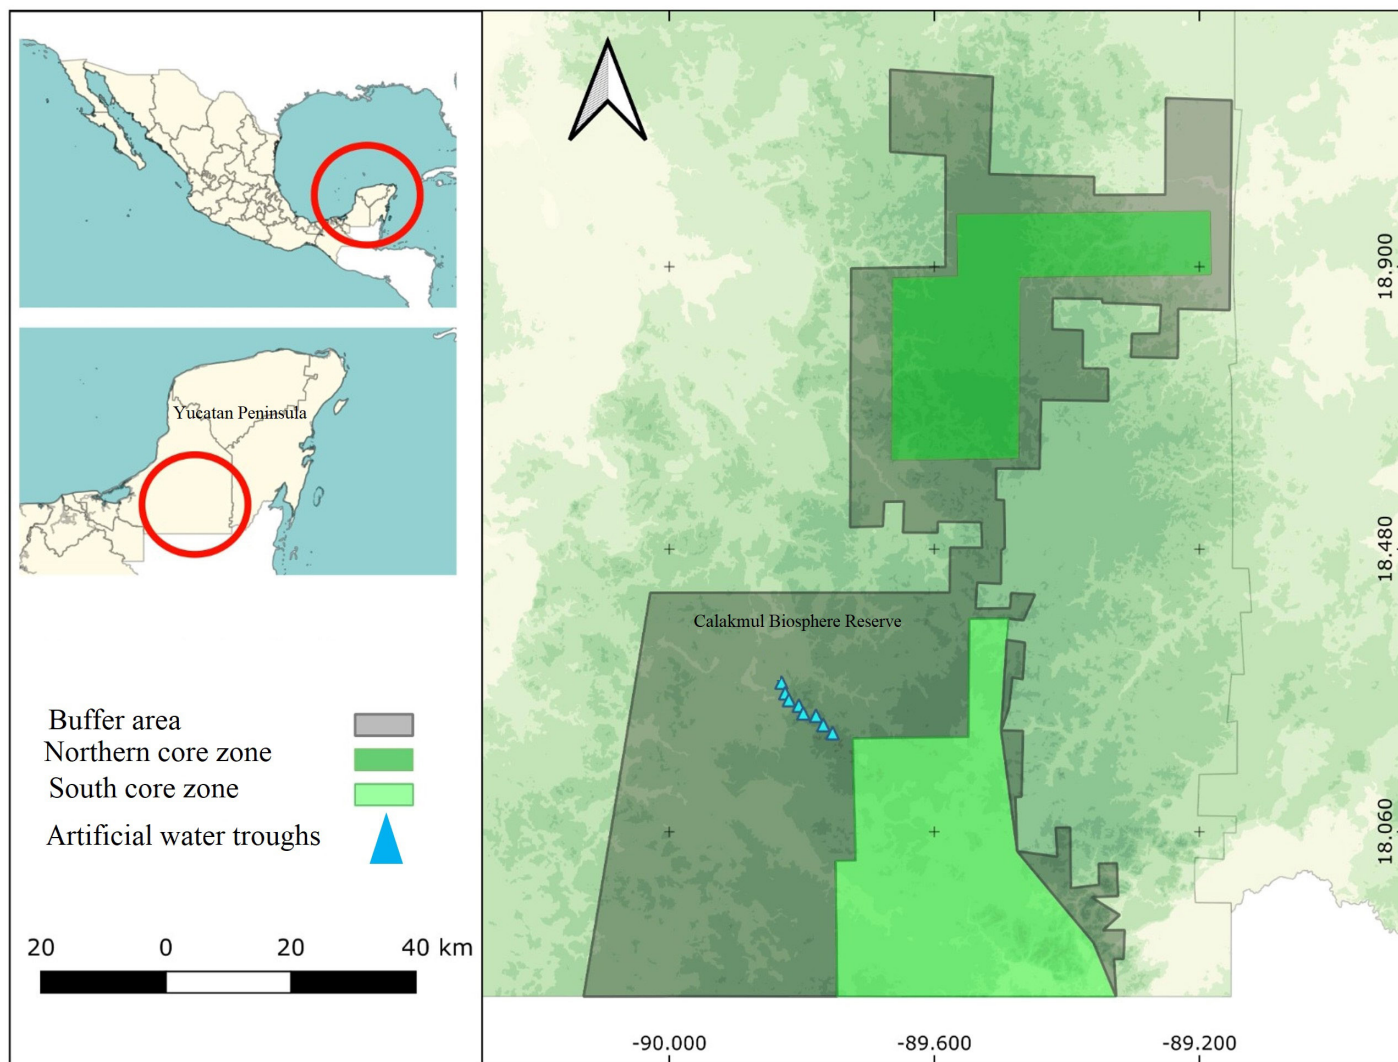 Yucatan Peninsula
Buffer area
Northern core zone
South core zone
Artificial water troughs
20 0 20 40 km
Calakmul Biosphere Reserve
18.900
18.480
18.060
-90.000 -89.600 -89.200